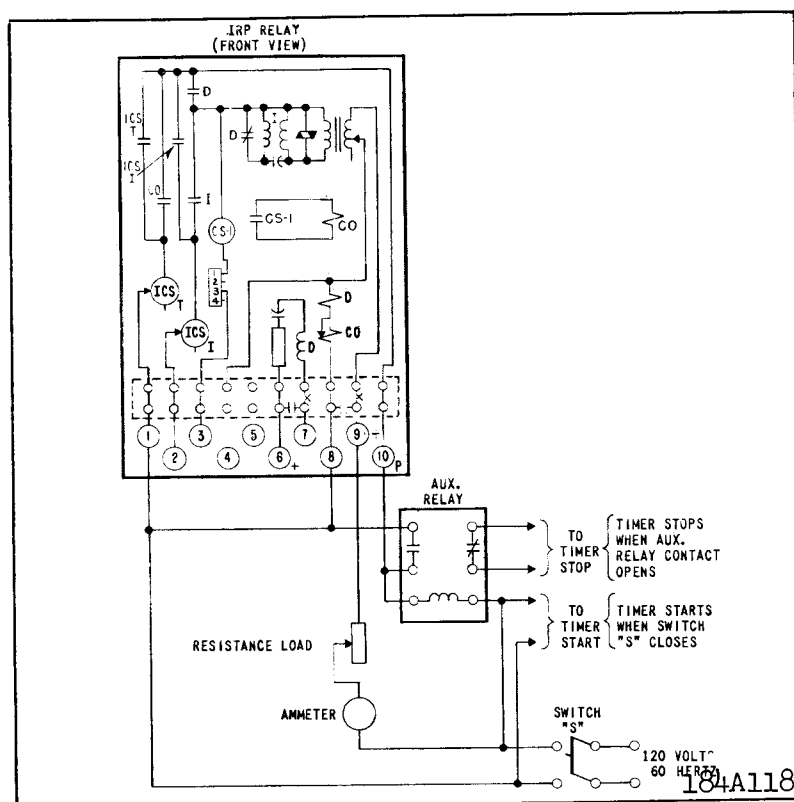 IRP RELAY
(FRONT VIEW)
D
ICS
T
ICS
I
CO
I
D
I
CS-1
CS-1
CO
1
2
3
4
ICS
T
ICS
I
D
CO
D
1
2
3
4
5
6
+
7
8
9
-
10
P
AUX.
RELAY
TO
TIMER
STOP
TIMER STOPS
WHEN AUX.
RELAY CONTACT
OPENS
TO
TIMER
START
TIMER STARTS
WHEN SWITCH
"S" CLOSES
RESISTANCE LOAD
AMMETER
SWITCH
"S"
120 VOLTS
60 HERTZ
184A118